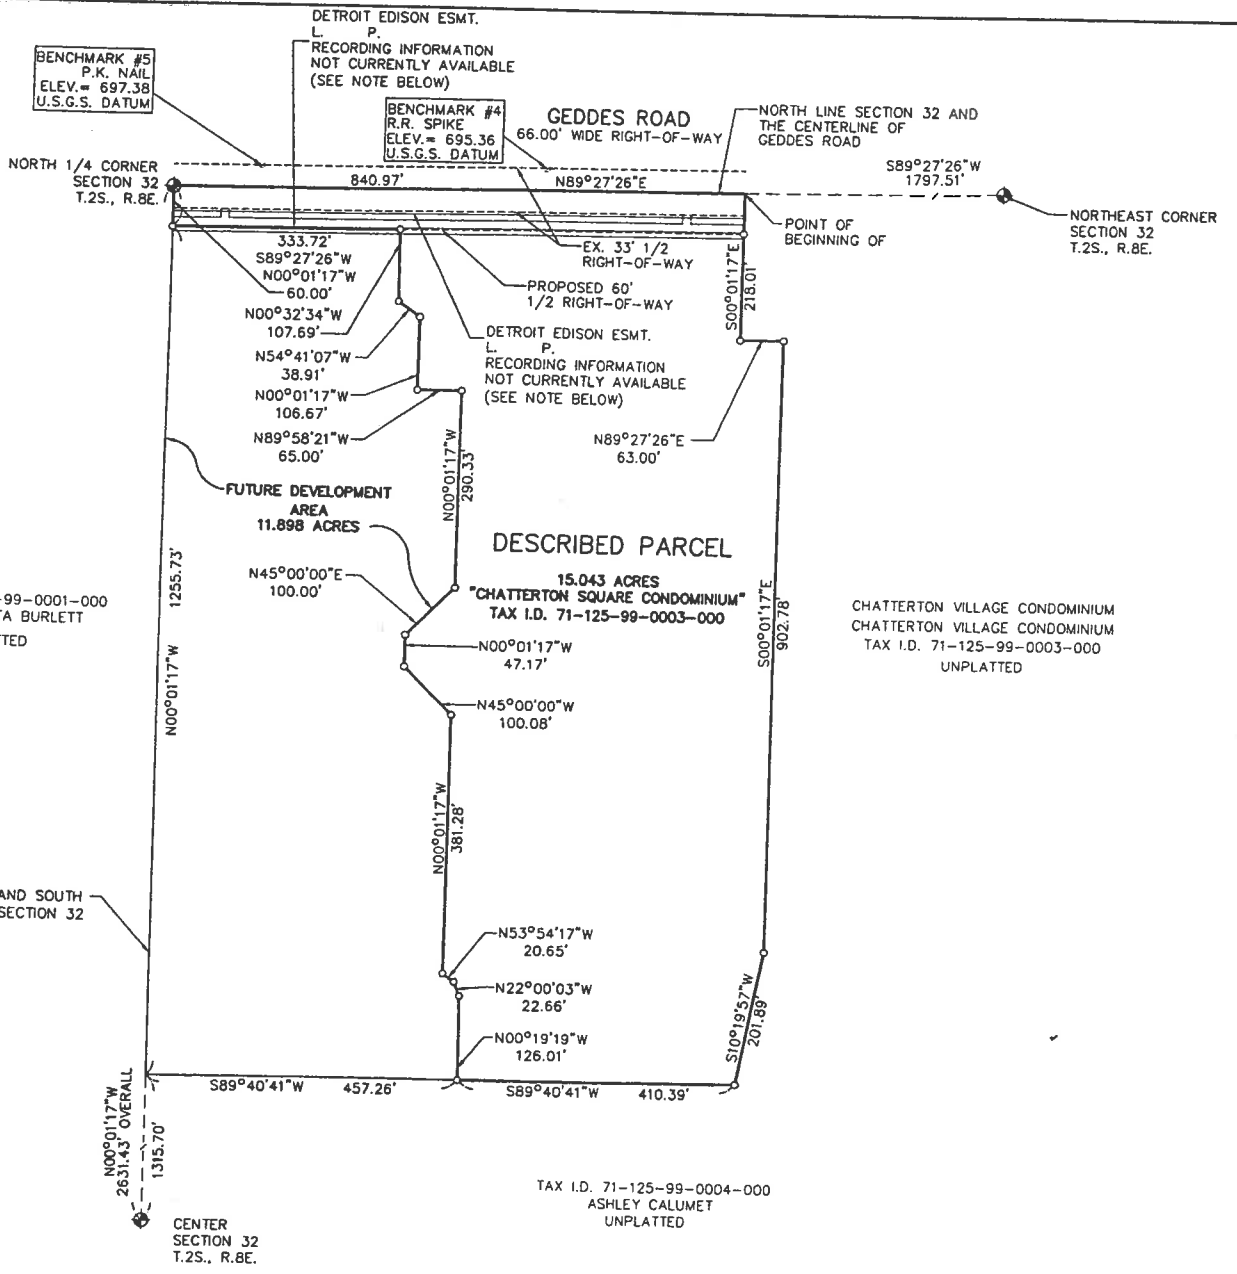 DETROIT EDISON ESMT.
L. P.
RECORDING INFORMATION
NOT CURRENTLY AVAILABLE
(SEE NOTE BELOW)
BENCHMARK #5
P.K. NAIL
ELEV.= 697.38
U.S.G.S. DATUM
BENCHMARK #4
R.R. SPIKE
ELEV.= 695.36
U.S.G.S. DATUM
GEDDES ROAD
66.00' WIDE RIGHT-OF-WAY
NORTH LINE SECTION 32 AND
THE CENTERLINE OF
GEDDES ROAD
S89°27'26"W
1797.51'
NORTH 1/4 CORNER
SECTION 32
T.2S., R.8E.
840.97'
N89°27'26"E
NORTHEAST CORNER
SECTION 32
T.2S., R.8E.
POINT OF
BEGINNING OF
333.72'
S89°27'26"W
N00°01'17"W
60.00'
EX. 33' 1/2
RIGHT-OF-WAY
PROPOSED 60'
1/2 RIGHT-OF-WAY
S00°01'17"E
218.01'
N00°32'34"W
107.69'
N54°41'07"W
38.91'
N00°01'17"W
106.67'
N89°58'21"W
65.00'
DETROIT EDISON ESMT.
L. P.
RECORDING INFORMATION
NOT CURRENTLY AVAILABLE
(SEE NOTE BELOW)
N89°27'26"E
63.00'
N00°01'17"W
290.33'
FUTURE DEVELOPMENT
AREA
11.898 ACRES
DESCRIBED PARCEL
15.043 ACRES
"CHATTERTON SQUARE CONDOMINIUM"
TAX I.D. 71-125-99-0003-000
N45°00'00"E
100.00'
1255.73'
N00°01'17"W
-99-0001-000
TA BURLETT
TTED
S00°01'17"E
902.78'
CHATTERTON VILLAGE CONDOMINIUM
CHATTERTON VILLAGE CONDOMINIUM
TAX I.D. 71-125-99-0003-000
UNPLATTED
N00°01'17"W
47.17'
N45°00'00"W
100.08'
N00°01'17"W
381.28'
AND SOUTH
SECTION 32
N53°54'17"W
20.65'
N22°00'03"W
22.66'
N00°19'19"W
126.01'
S10°19'57"W
201.89'
S89°40'41"W 457.26'
S89°40'41"W 410.39'
N00°01'17"W
2631.43' OVERALL
1315.70'
CENTER
SECTION 32
T.2S., R.8E.
TAX I.D. 71-125-99-0004-000
ASHLEY CALUMET
UNPLATTED